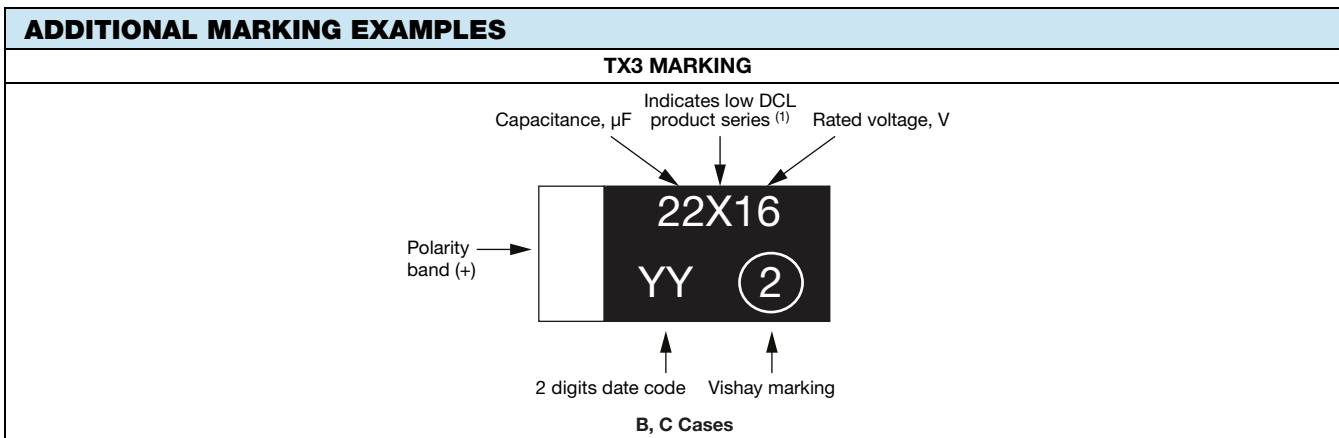 ADDITIONAL MARKING EXAMPLES
TX3 MARKING
Capacitance, μF
Indicates low DCL
product series (1)
Rated voltage, V
22X16
Polarity
band (+)
YY 2
2 digits date code
Vishay marking
B, C Cases